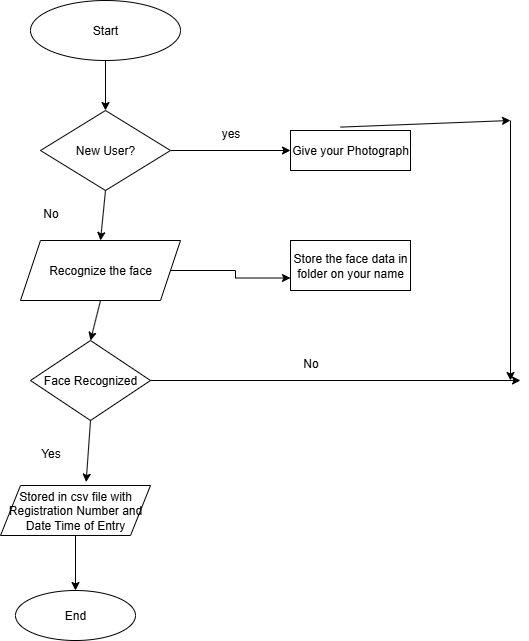 Start
New User?
yes
Give your Photograph
No
Recognize the face
Store the face data in
folder on your name
Face Recognized
No
Yes
Stored in csv file with
Registration Number and
Date Time of Entry
End